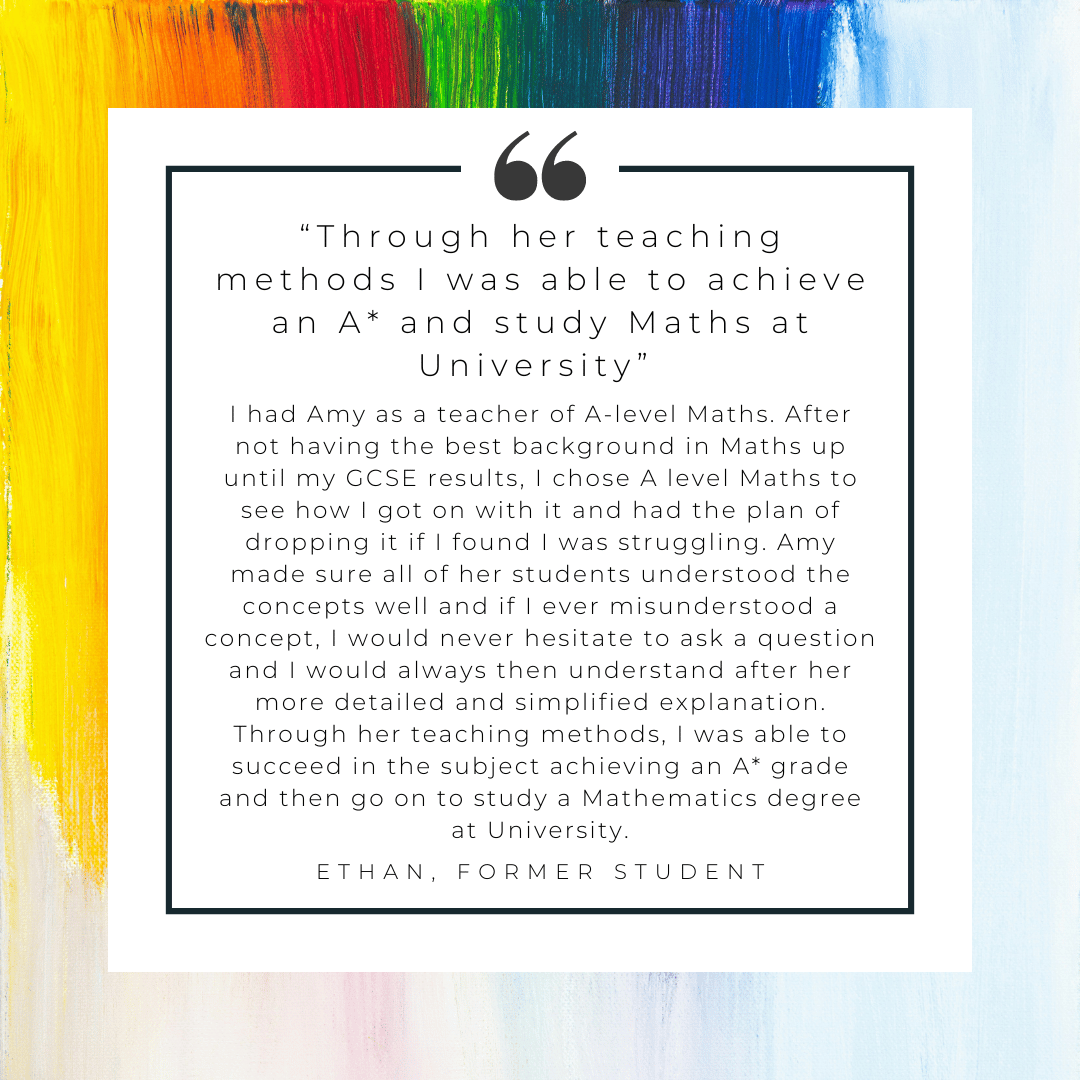 “Through her teaching
methods I was able to achieve
an A* and study Maths at
University”
I had Amy as a teacher of A-level Maths. After
not having the best background in Maths up
until my GCSE results, I chose A level Maths to
see how I got on with it and had the plan of
dropping it if I found I was struggling. Amy
made sure all of her students understood the
concepts well and if I ever misunderstood a
concept, I would never hesitate to ask a question
and I would always then understand after her
more detailed and simplified explanation.
Through her teaching methods, I was able to
succeed in the subject achieving an A* grade
and then go on to study a Mathematics degree
at University.
ETHAN, FORMER STUDENT